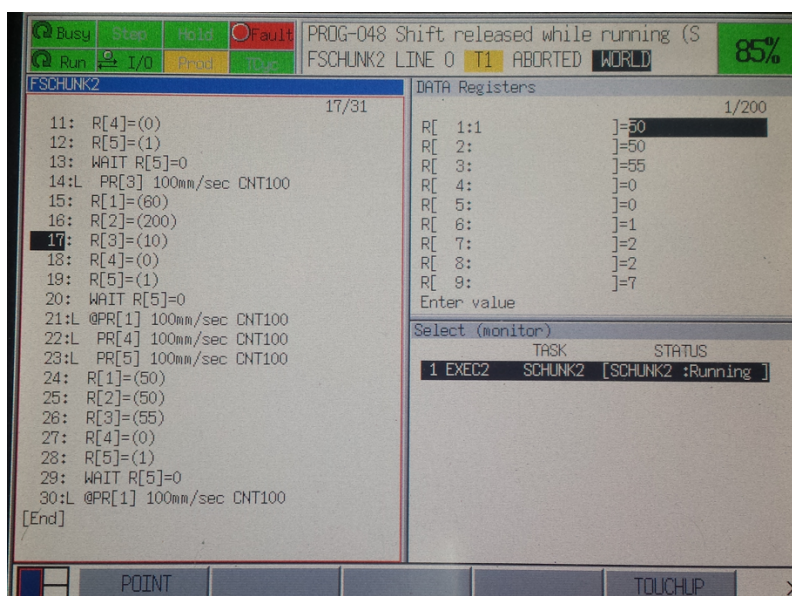 Busy Step Hold Fault
Run I/O Prod TCyc
PROG-048 Shift released while running (S
FSCHUNK2 LINE 0 T1 ABORTED WORLD
85%
FSCHUNK2
17/31
11: R[4]=(0)
12: R[5]=(1)
13: WAIT R[5]=0
14:L PR[3] 100mm/sec CNT100
15: R[1]=(60)
16: R[2]=(200)
17: R[3]=(10)
18: R[4]=(0)
19: R[5]=(1)
20: WAIT R[5]=0
21:L @PR[1] 100mm/sec CNT100
22:L PR[4] 100mm/sec CNT100
23:L PR[5] 100mm/sec CNT100
24: R[1]=(50)
25: R[2]=(50)
26: R[3]=(55)
27: R[4]=(0)
28: R[5]=(1)
29: WAIT R[5]=0
30:L @PR[1] 100mm/sec CNT100
[End]
DATA Registers
1/200
R[ 1:1 ]=50
R[ 2: ]=50
R[ 3: ]=55
R[ 4: ]=0
R[ 5: ]=0
R[ 6: ]=1
R[ 7: ]=2
R[ 8: ]=2
R[ 9: ]=7
Enter value
Select (monitor)
TASK STATUS
1 EXEC2 SCHUNK2 [SCHUNK2 :Running ]
POINT
TOUCHUP
>